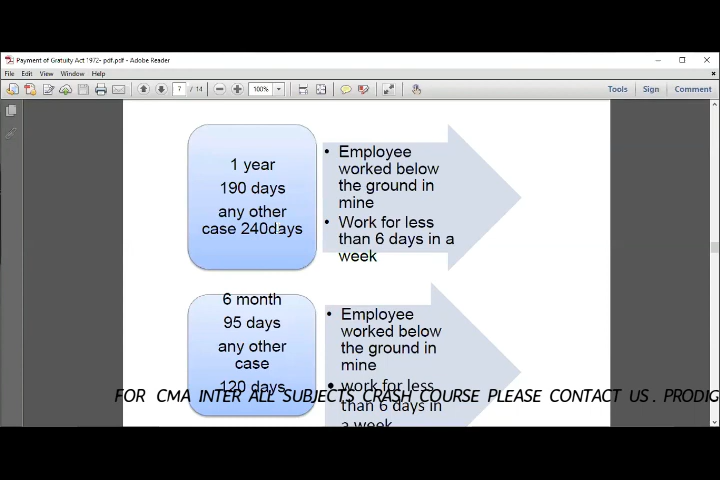 Payment of Gratuity Act 1972- pdf.pdf - Adobe Reader
File Edit View Window Help
7 / 14 100% Tools Sign Comment
1 year
190 days
any other
case 240days
• Employee
worked below
the ground in
mine
• Work for less
than 6 days in a
week
6 month
95 days
any other
case
120 days
• Employee
worked below
the ground in
mine
• work for less
than 6 days in
a week
FOR CMA INTER ALL SUBJECTS CRASH COURSE PLEASE CONTACT US . PRODIG